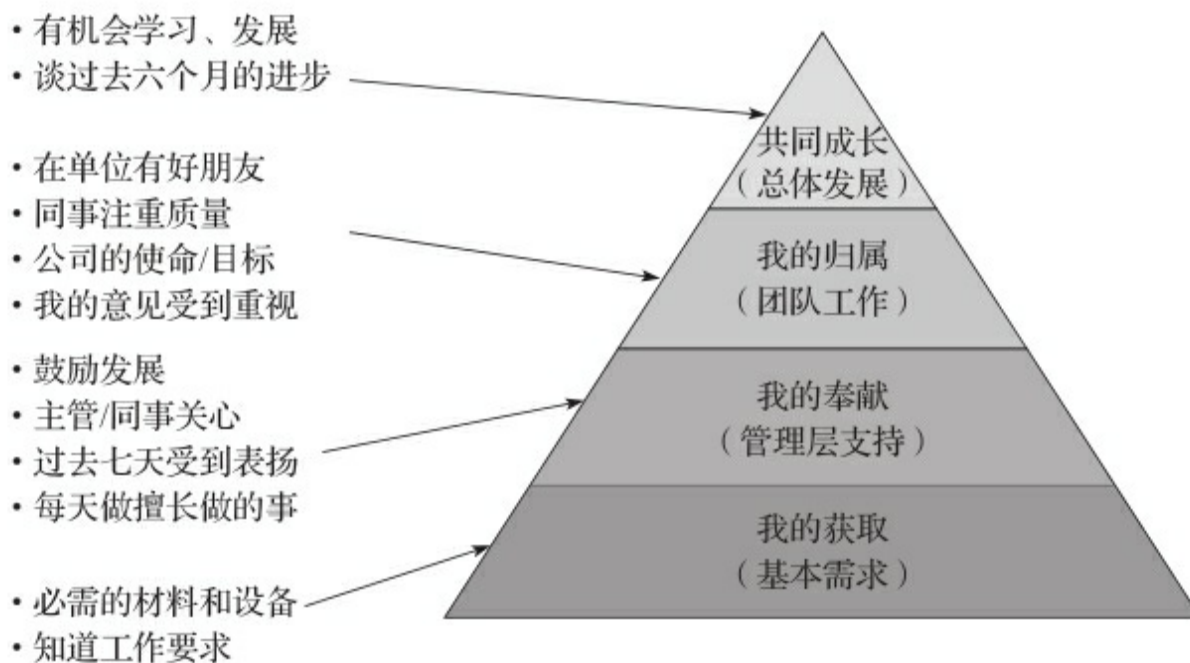 • 有机会学习、发展
• 谈过去六个月的进步
• 在单位有好朋友
• 同事注重质量
• 公司的使命/目标
• 我的意见受到重视
• 鼓励发展
• 主管/同事关心
• 过去七天受到表扬
• 每天做擅长做的事
• 必需的材料和设备
• 知道工作要求
共同成长
（总体发展）
我的归属
（团队工作）
我的奉献
（管理层支持）
我的获取
（基本需求）